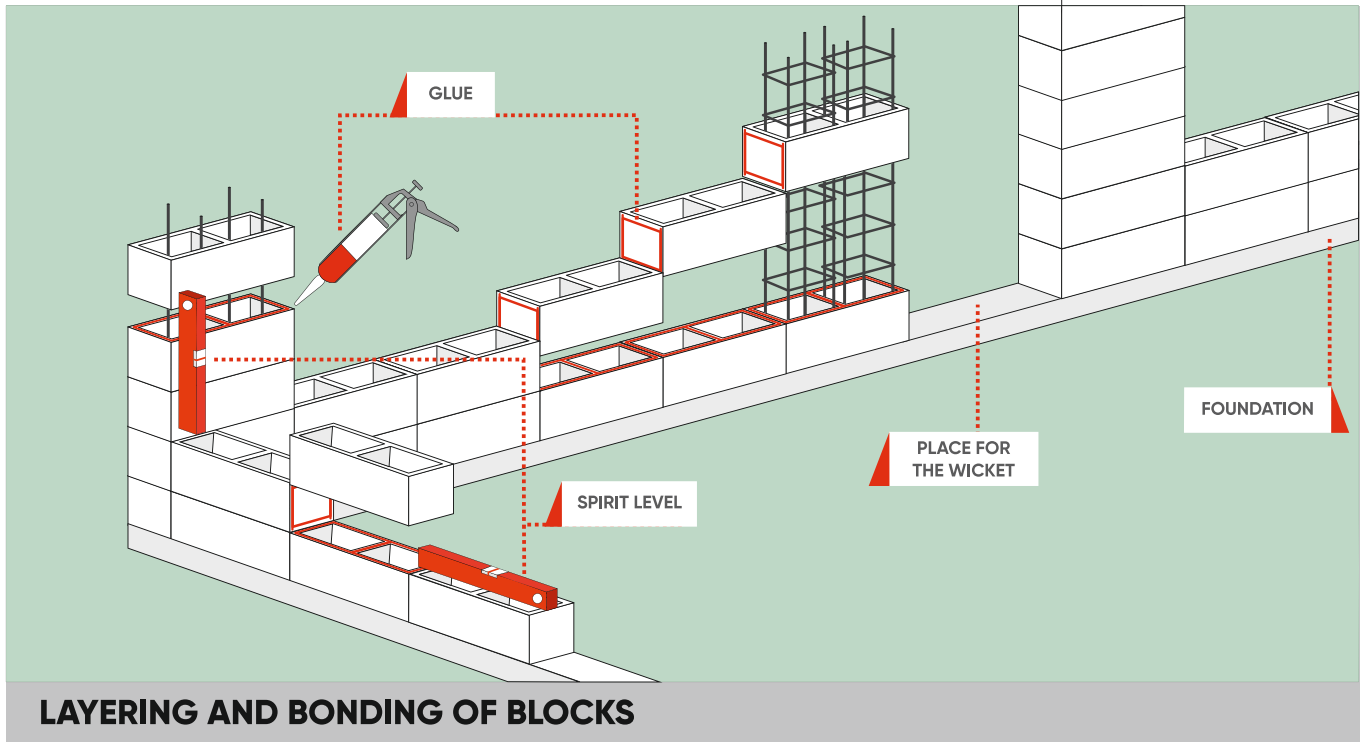 GLUE
SPIRIT LEVEL
PLACE FOR
THE WICKET
FOUNDATION
LAYERING AND BONDING OF BLOCKS